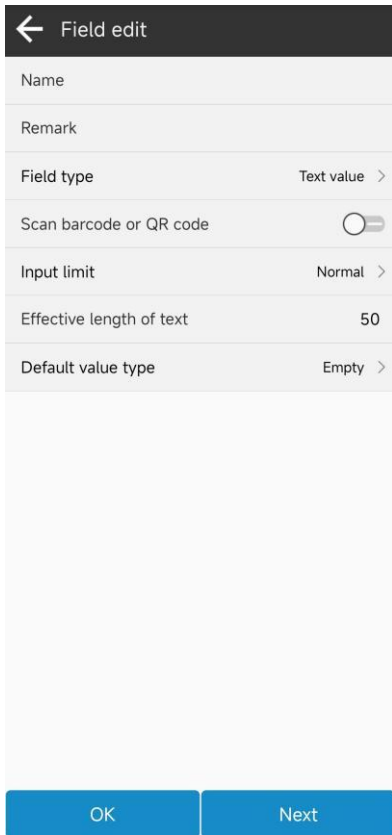 Field edit
Name
Remark
Field type Text value
Scan barcode or QR code
Input limit Normal
Effective length of text 50
Default value type Empty
OK Next